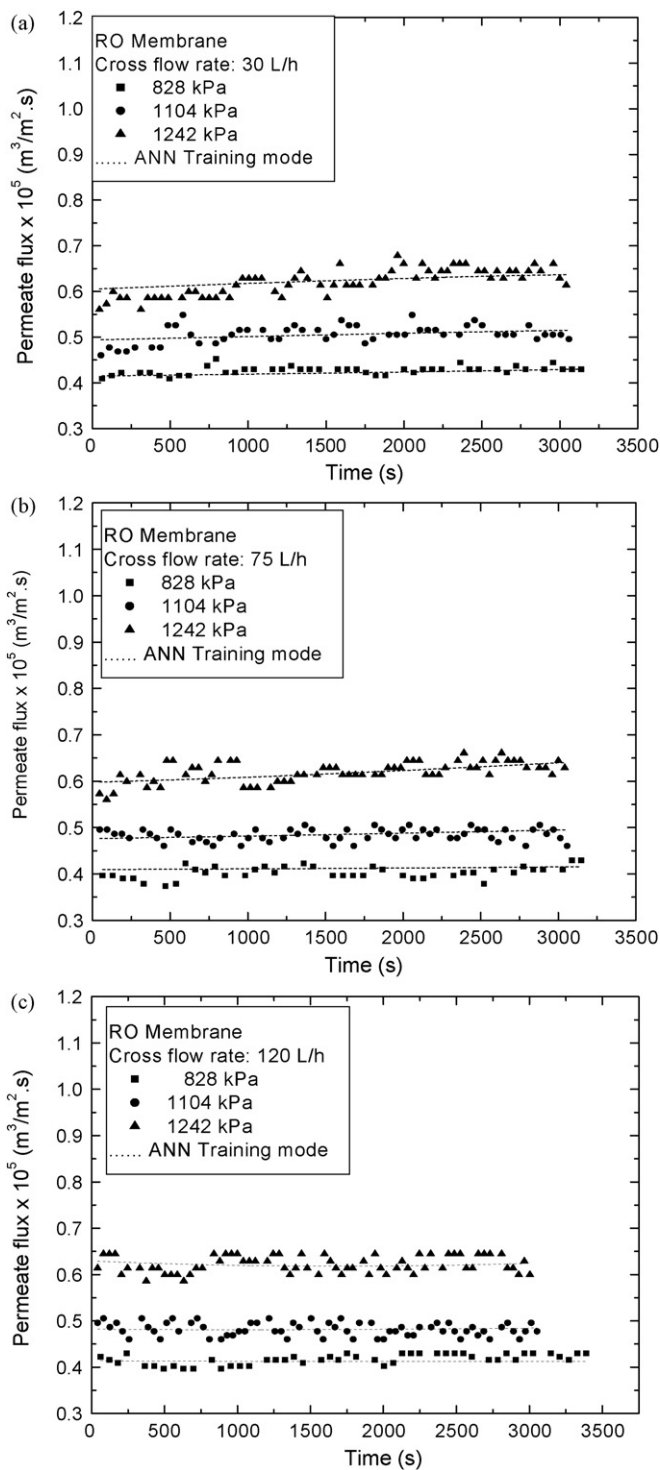 (a)
RO Membrane
Cross flow rate: 30 L/h
828 kPa
1104 kPa
1242 kPa
...... ANN Training mode
Permeate flux x 10⁵ (m³/m².s)
1.2
1.1
1.0
0.9
0.8
0.7
0.6
0.5
0.4
0.3
0 500 1000 1500 2000 2500 3000 3500
Time (s)
(b)
RO Membrane
Cross flow rate: 75 L/h
828 kPa
1104 kPa
1242 kPa
...... ANN Training mode
Permeate flux x 10⁵ (m³/m².s)
1.2
1.1
1.0
0.9
0.8
0.7
0.6
0.5
0.4
0.3
0 500 1000 1500 2000 2500 3000 3500
Time (s)
(c)
RO Membrane
Cross flow rate: 120 L/h
828 kPa
1104 kPa
1242 kPa
...... ANN Training mode
Permeate flux x 10⁵ (m³/m².s)
1.2
1.1
1.0
0.9
0.8
0.7
0.6
0.5
0.4
0.3
0 500 1000 1500 2000 2500 3000 3500
Time (s)